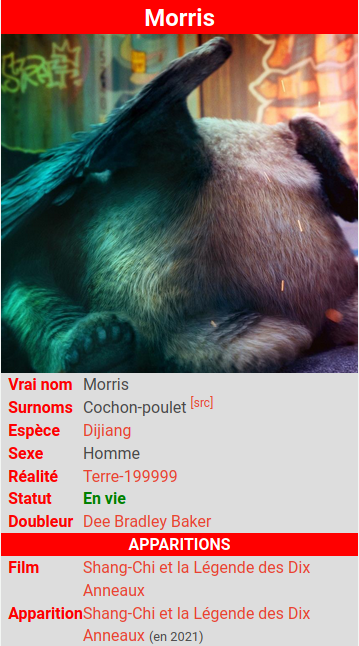 Morris
Vrai nom Morris
Surnoms Cochon-poulet [src]
Espèce Dijiang
Sexe Homme
Réalité Terre-199999
Statut En vie
Doubleur Dee Bradley Baker
APPARITIONS
Film Shang-Chi et la Légende des Dix
Anneaux
Apparition Shang-Chi et la Légende des Dix
Anneaux (en 2021)